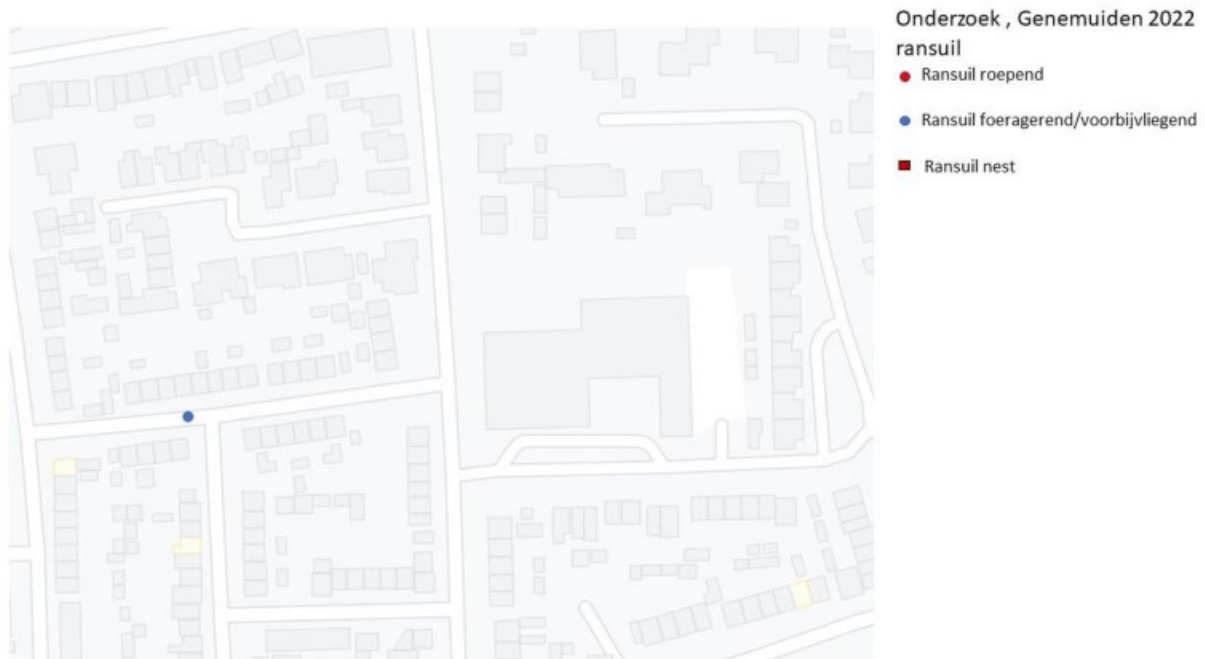 Onderzoek , Genemuiden 2022
ransuil
Ransuil roepend
Ransuil foeragerend/voorbijvliegend
Ransuil nest